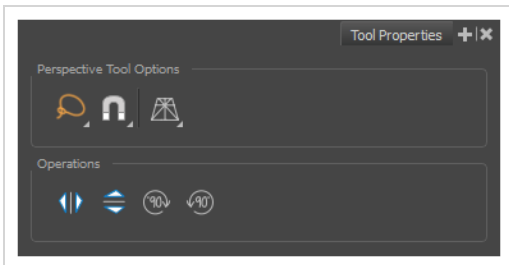 Tool Properties
Perspective Tool Options
Operations
90
90°